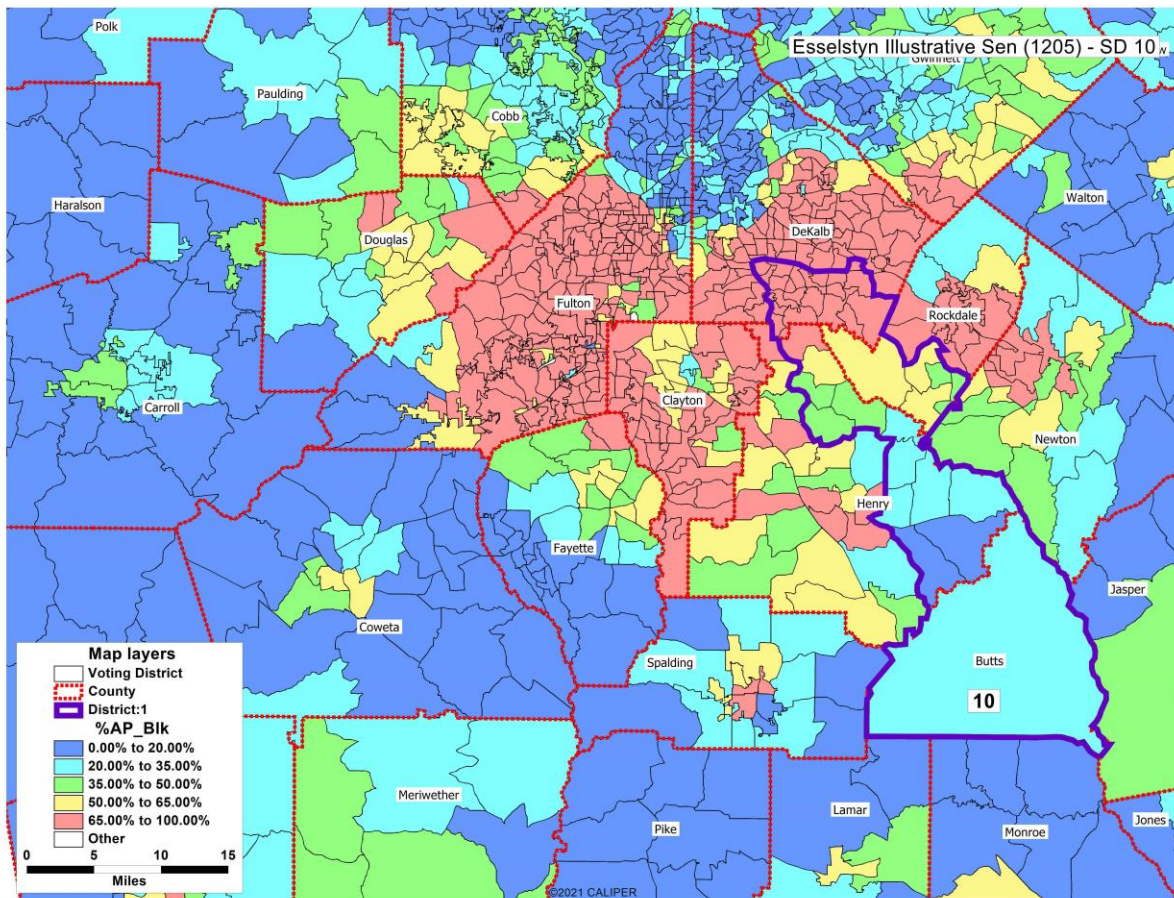 Polk
Esselstyn Illustrative Sen (1205) - SD 10
Gwinnett
Paulding
Cobb
Haralson
Walton
DeKalb
Douglas
Fulton
Rockdale
Carroll
Clayton
Newton
Henry
Fayette
Jasper
Coweta
Spalding
Butts
10
Meriwether
Pike
Lamar
Monroe
Jones
Map layers
Voting District
County
District:1
%AP_Blk
0.00% to 20.00%
20.00% to 35.00%
35.00% to 50.00%
50.00% to 65.00%
65.00% to 100.00%
Other
0 5 10 15
Miles
©2021 CALIPER